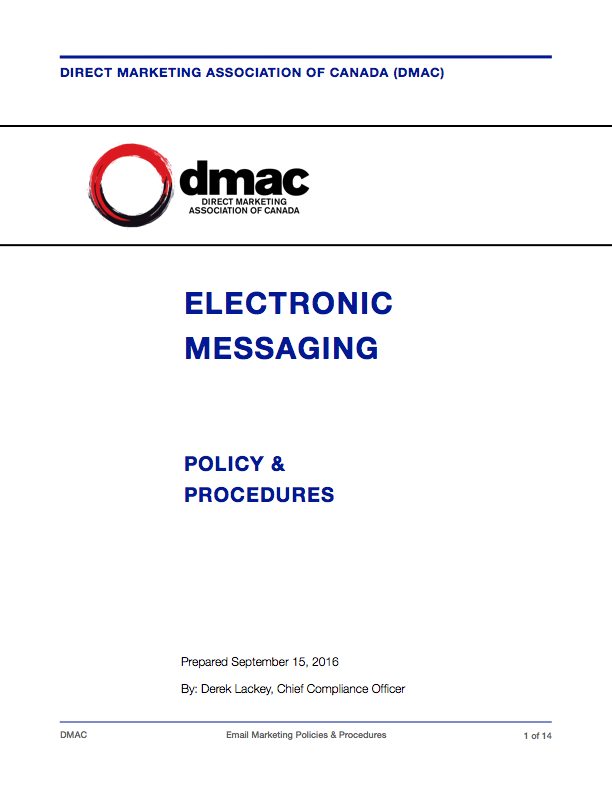 DIRECT MARKETING ASSOCIATION OF CANADA (DMAC)
dmac
DIRECT MARKETING
ASSOCIATION OF CANADA
ELECTRONIC
MESSAGING
POLICY &
PROCEDURES
Prepared September 15, 2016
By: Derek Lackey, Chief Compliance Officer
DMAC Email Marketing Policies & Procedures 1 of 14